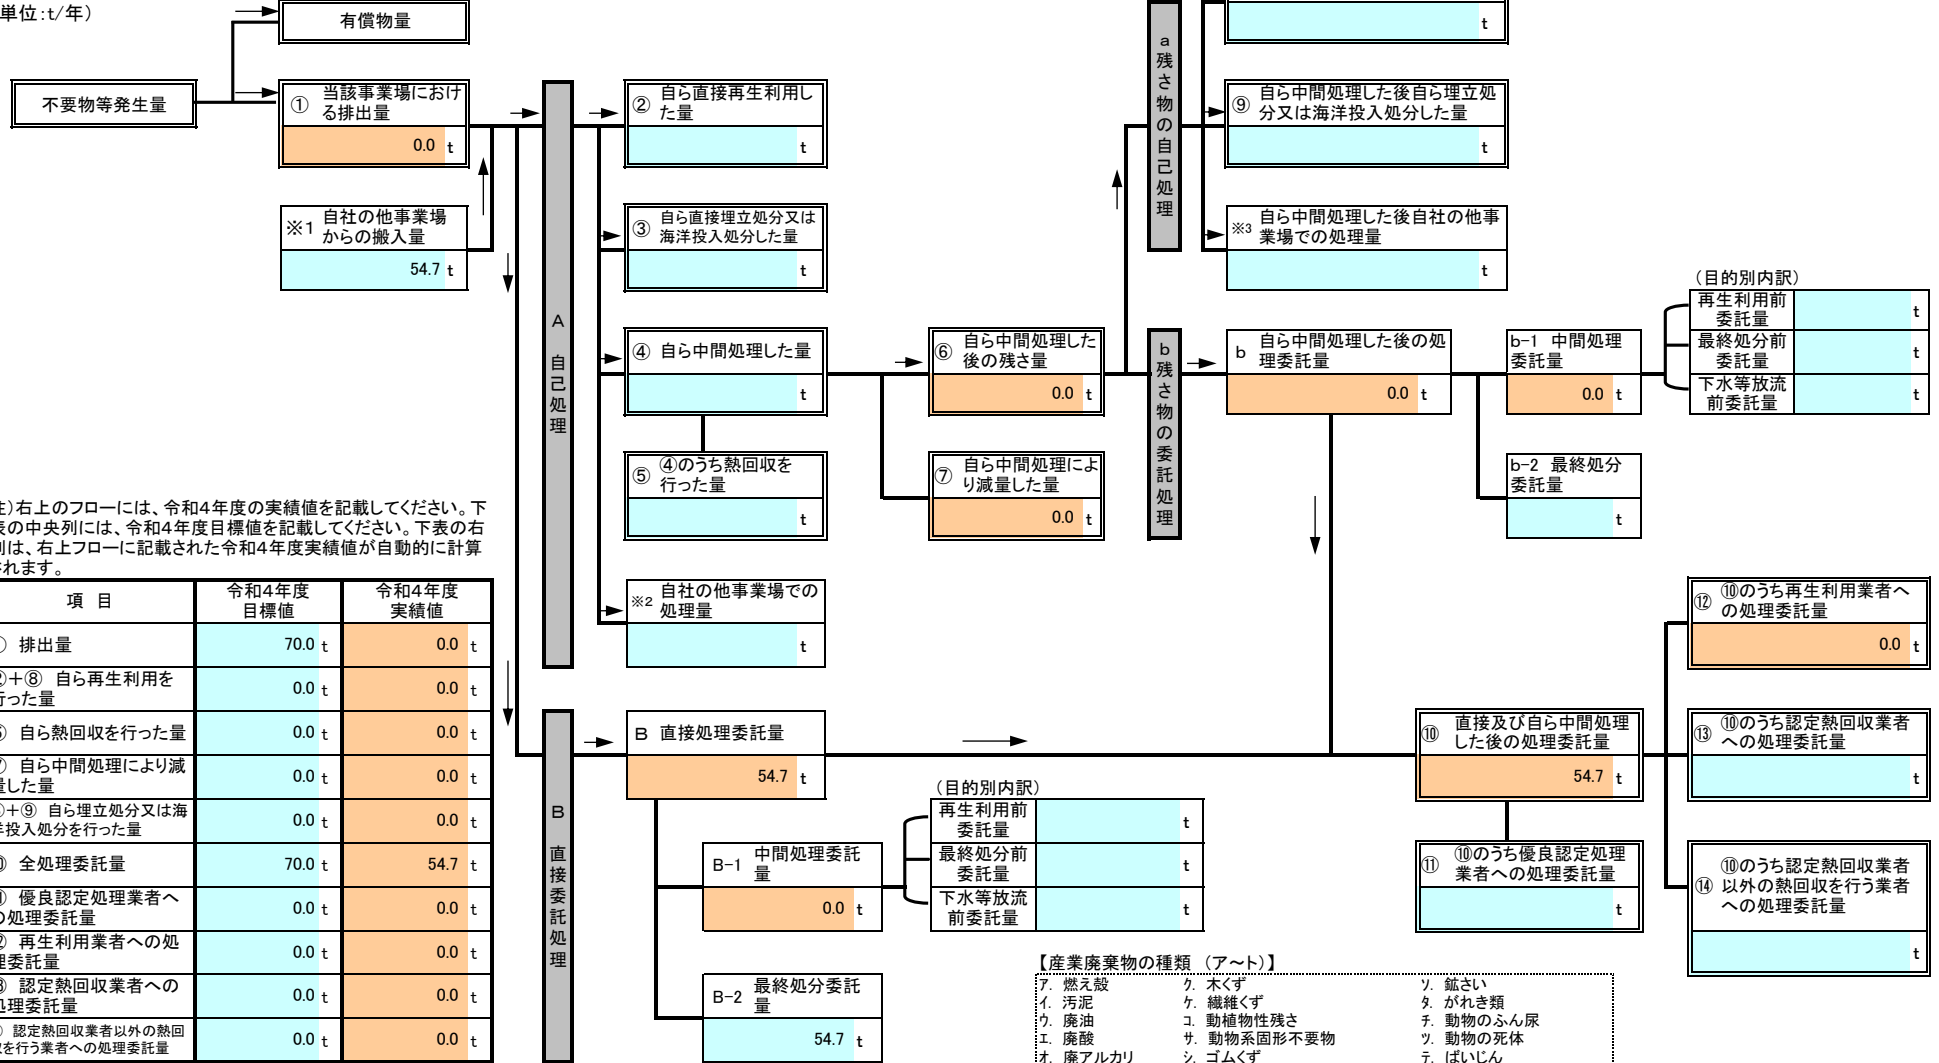 単位:t/年）
有償物量
不要物等発生量
① 当該事業場におけ
る排出量
0.0 t
※1 自社の他事業場
からの搬入量
54.7 t
A 自己処理
② 自ら直接再生利用し
た量
t
③ 自ら直接埋立処分又は
海洋投入処分した量
t
④ 自ら中間処理した量
t
⑤ ④のうち熱回収を
行った量
t
※2 自社の他事業場での
処理量
t
⑥ 自ら中間処理した
後の残さ量
0.0 t
⑦ 自ら中間処理によ
り減量した量
0.0 t
a 残さ物の自己処理
t
⑨ 自ら中間処理した後自ら埋立処
分又は海洋投入処分した量
t
※3 自ら中間処理した後自社の他事
業場での処理量
t
b 残さ物の委託処理
b 自ら中間処理した後の処
理委託量
0.0 t
b-1 中間処理
委託量
0.0 t
b-2 最終処分
委託量
t
（目的別内訳）
再生利用前
委託量
t
最終処分前
委託量
t
下水等放流
前委託量
t
注）右上のフローには、令和4年度の実績値を記載してください。下
表の中央列には、令和4年度目標値を記載してください。下表の右
列は、右上フローに記載された令和4年度実績値が自動的に計算
されます。
項 目 令和4年度
目標値 令和4年度
実績値
排出量 70.0 t 0.0 t
②+⑧ 自ら再生利用を
行った量 0.0 t 0.0 t
自ら熱回収を行った量 0.0 t 0.0 t
自ら中間処理により減
量した量 0.0 t 0.0 t
+⑨ 自ら埋立処分又は海
洋投入処分を行った量 0.0 t 0.0 t
全処理委託量 70.0 t 54.7 t
優良認定処理業者へ
の処理委託量 0.0 t 0.0 t
再生利用業者への処
理委託量 0.0 t 0.0 t
認定熱回収業者への
処理委託量 0.0 t 0.0 t
認定熱回収業者以外の熱回
収を行う業者への処理委託量 0.0 t 0.0 t
B 直接委託処理
B 直接処理委託量
54.7 t
B-1 中間処理委託
量
0.0 t
B-2 最終処分委託
量
54.7 t
（目的別内訳）
再生利用前
委託量
t
最終処分前
委託量
t
下水等放流
前委託量
t
⑩ 直接及び自ら中間処理
した後の処理委託量
54.7 t
⑪ ⑩のうち優良認定処理
業者への処理委託量
t
⑫ ⑩のうち再生利用業者へ
の処理委託量
0.0 t
⑬ ⑩のうち認定熱回収業者
への処理委託量
t
⑭ ⑩のうち認定熱回収業者
以外の熱回収を行う業者
への処理委託量
t
【産業廃棄物の種類 （ア～ト）】
ア. 燃え殻 ク. 木くず ソ. 鉱さい
イ. 汚泥 ケ. 繊維くず タ. がれき類
ウ. 廃油 コ. 動植物性残さ チ. 動物のふん尿
エ. 廃酸 サ. 動物系固形不要物 ツ. 動物の死体
オ. 廃アルカリ シ. ゴムくず テ. ばいじん